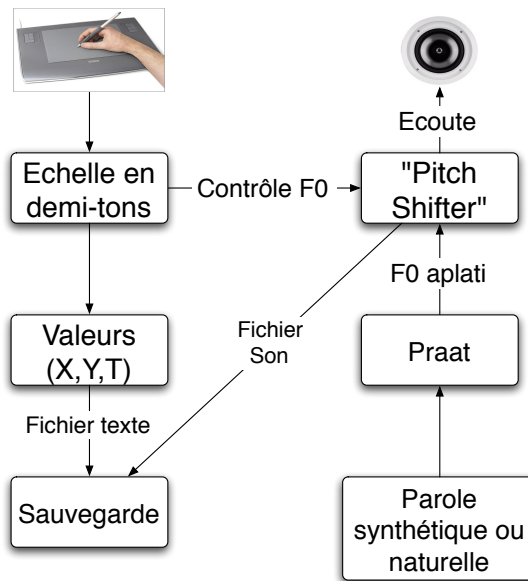 Ecoute
Echelle en
demi-tons
Contrôle F0
"Pitch
Shifter"
F0 aplati
Valeurs
(X,Y,T)
Fichier
Son
Praat
Fichier texte
Sauvegarde
Parole
synthétique ou
naturelle